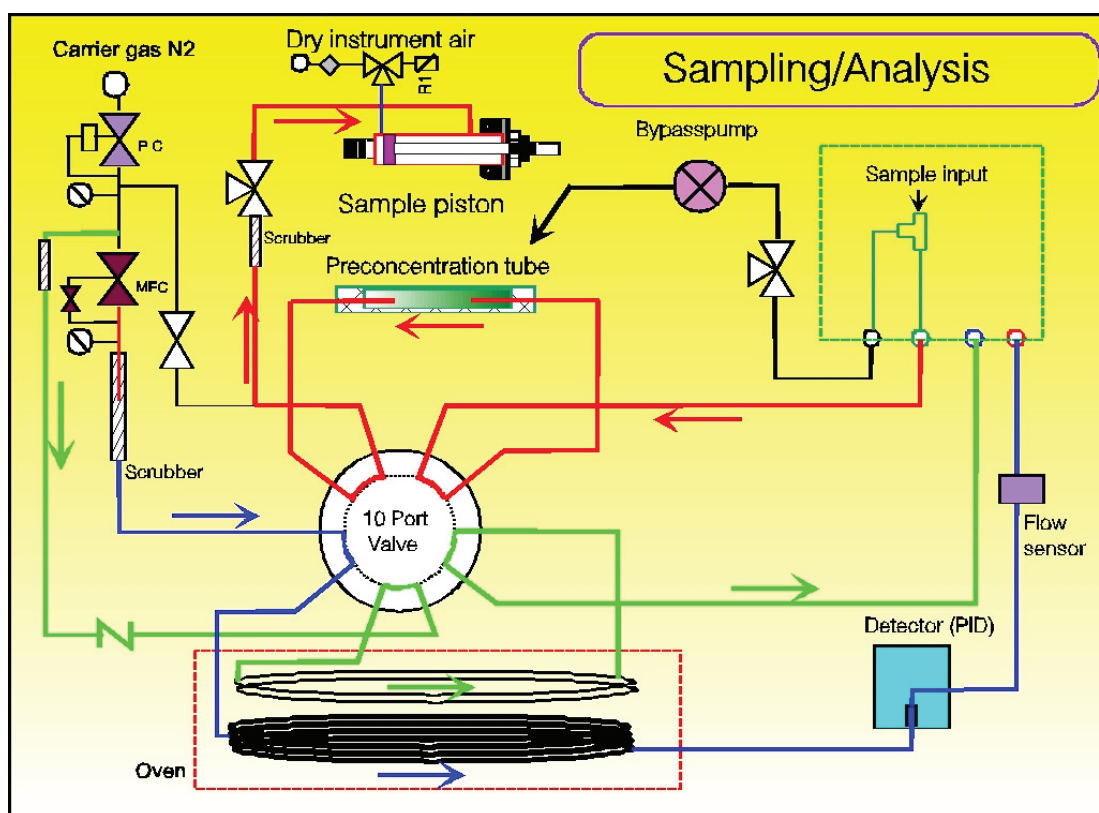 Carrier gas N2
Dry instrument air
R1
Sampling/Analysis
PC
Bypasspump
Sample input
Sample piston
Scrubber
Preconcentration tube
MFC
Scrubber
10 Port
Valve
Flow
sensor
Detector (PID)
Oven